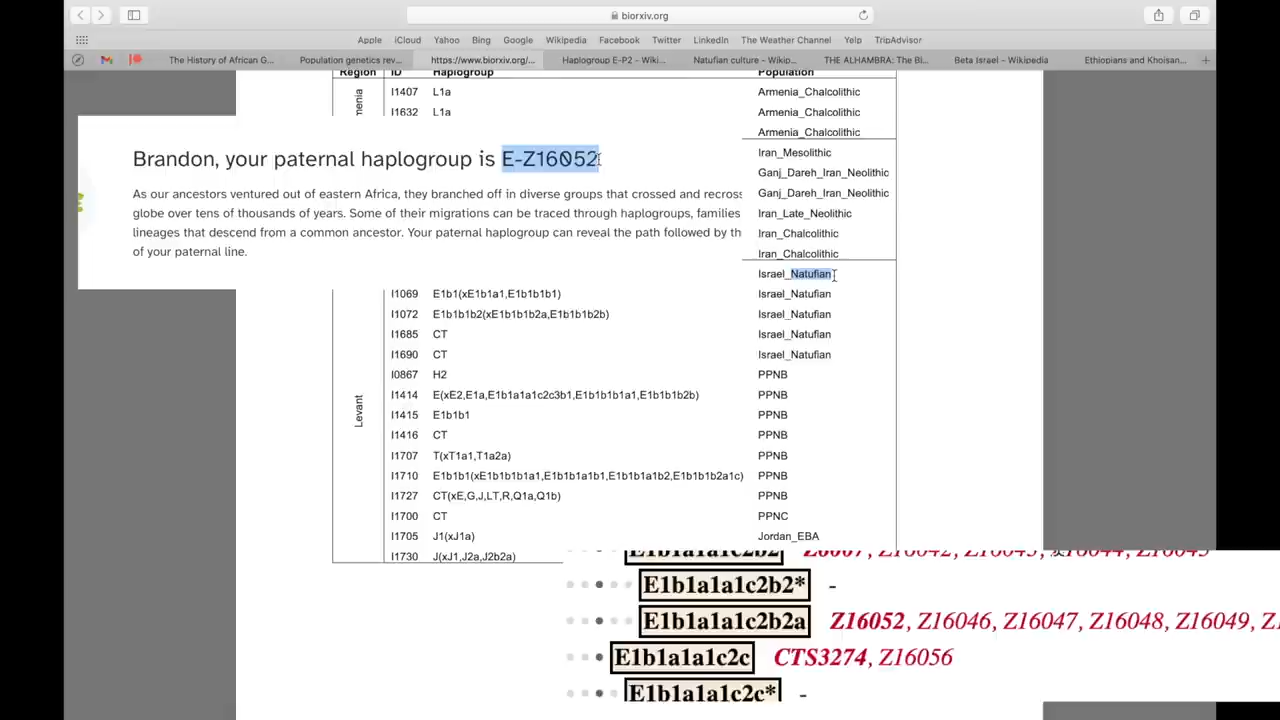 biorxiv.org
Apple iCloud Yahoo Bing Google Wikipedia Facebook Twitter LinkedIn The Weather Channel Yelp TripAdvisor
The History of African G... Population genetics rev... https://www.biorxiv.org/... Haplogroup E-P2 – Wiki... Natufian culture – Wikip... THE ALHAMBRA: The Bl... Beta Israel – Wikipedia Ethiopians and Khoisan...
Region ID Haplogroup Population
menia
I1407 L1a Armenia_Chalcolithic
I1632 L1a Armenia_Chalcolithic
Armenia_Chalcolithic
Brandon, your paternal haplogroup is E-Z16052
As our ancestors ventured out of eastern Africa, they branched off in diverse groups that crossed and recross
globe over tens of thousands of years. Some of their migrations can be traced through haplogroups, families
lineages that descend from a common ancestor. Your paternal haplogroup can reveal the path followed by th
of your paternal line.
Iran_Mesolithic
Ganj_Dareh_Iran_Neolithic
Ganj_Dareh_Iran_Neolithic
Iran_Late_Neolithic
Iran_Chalcolithic
Iran_Chalcolithic
Israel_Natufian
I1069 E1b1(xE1b1a1,E1b1b1b1) Israel_Natufian
I1072 E1b1b1b2(xE1b1b1b2a,E1b1b1b2b) Israel_Natufian
I1685 CT Israel_Natufian
I1690 CT Israel_Natufian
I0867 H2 PPNB
I1414 E(xE2,E1a,E1b1a1a1c2c3b1,E1b1b1b1a1,E1b1b1b2b) PPNB
I1415 E1b1b1 PPNB
Levant
I1416 CT PPNB
I1707 T(xT1a1,T1a2a) PPNB
I1710 E1b1b1(xE1b1b1b1a1,E1b1b1a1b1,E1b1b1a1b2,E1b1b1b2a1c) PPNB
I1727 CT(xE,G,J,LT,R,Q1a,Q1b) PPNB
I1700 CT PPNC
I1705 J1(xJ1a) Jordan_EBA
I1730 J(xJ1,J2a,J2b2a)
E1b1a1a1c2b2*  -
E1b1a1a1c2b2a Z16052, Z16046, Z16047, Z16048, Z16049, Z1
E1b1a1a1c2c CTS3274, Z16056
E1b1a1a1c2c* -